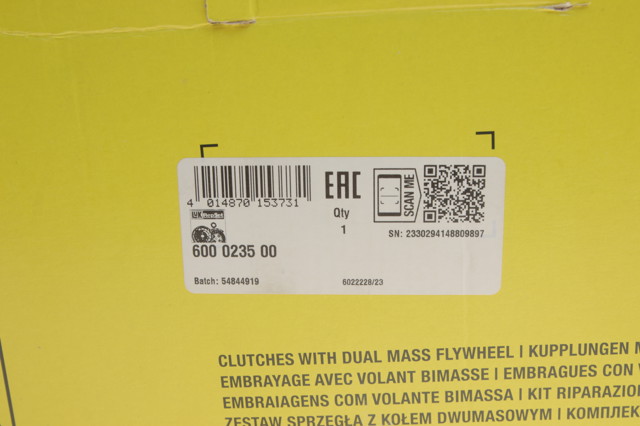 4 014870 153731
EAC
Qty
1
SCAN ME
SN: 2330294148809897
LUK RepSet
600 0235 00
Batch: 54844919
6022228/23
CLUTCHES WITH DUAL MASS FLYWHEEL | KUPPLUNGEN
EMBRAYAGE AVEC VOLANT BIMASSE | EMBRAGUES CON
EMBRAIAGENS COM VOLANTE BIMASSA | KIT RIPARAZIO
ZESTAW SPRZĘGŁA Z KOŁEM DWUMASOWYM | КОМПЛЕК